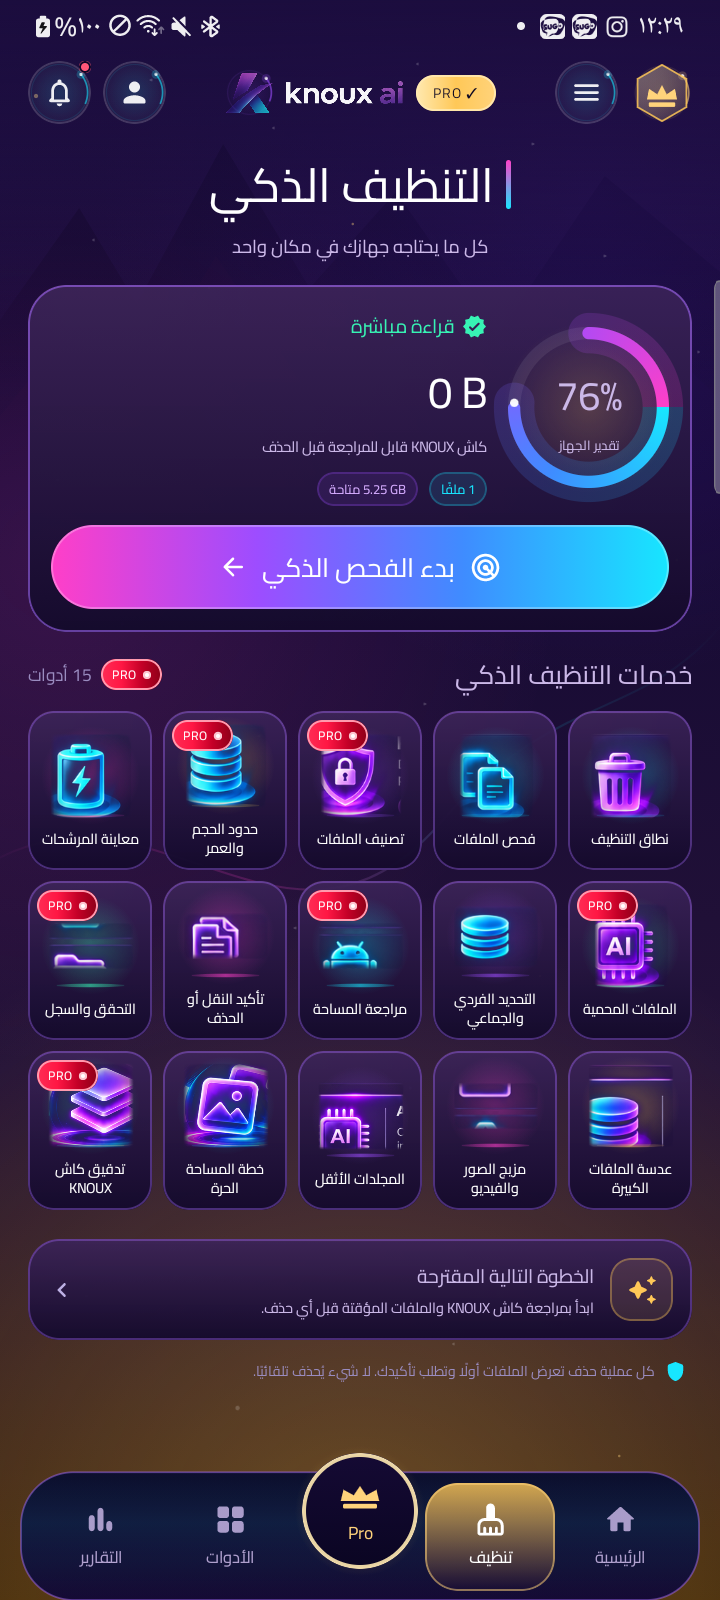 ١٢:٢٩
%١٠٠
knoux ai
PRO ✓
التنظيف الذكي
كل ما يحتاجه جهازك في مكان واحد
قراءة مباشرة
0 B
كاش KNOUX قابل للمراجعة قبل الحذف
1 ملفًا
5.25 GB متاحة
76%
تقدير الجهاز
بدء الفحص الذكي
خدمات التنظيف الذكي
PRO
15 أدوات
نطاق التنظيف
فحص الملفات
PRO
تصنيف الملفات
PRO
حدود الحجم
والعمر
معاينة المرشحات
PRO
AI
الملفات المحمية
التحديد الفردي
والجماعي
PRO
مراجعة المساحة
تأكيد النقل أو
الحذف
PRO
التحقق والسجل
عدسة الملفات
الكبيرة
مزيج الصور
والفيديو
AI
المجلدات الأثقل
خطة المساحة
الحرة
PRO
تدقيق كاش
KNOUX
الخطوة التالية المقترحة
ابدأ بمراجعة كاش KNOUX والملفات المؤقتة قبل أي حذف.
كل عملية حذف تعرض الملفات أولًا وتطلب تأكيدك. لا شيء يُحذف تلقائيًا.
الرئيسية
تنظيف
Pro
الأدوات
التقارير